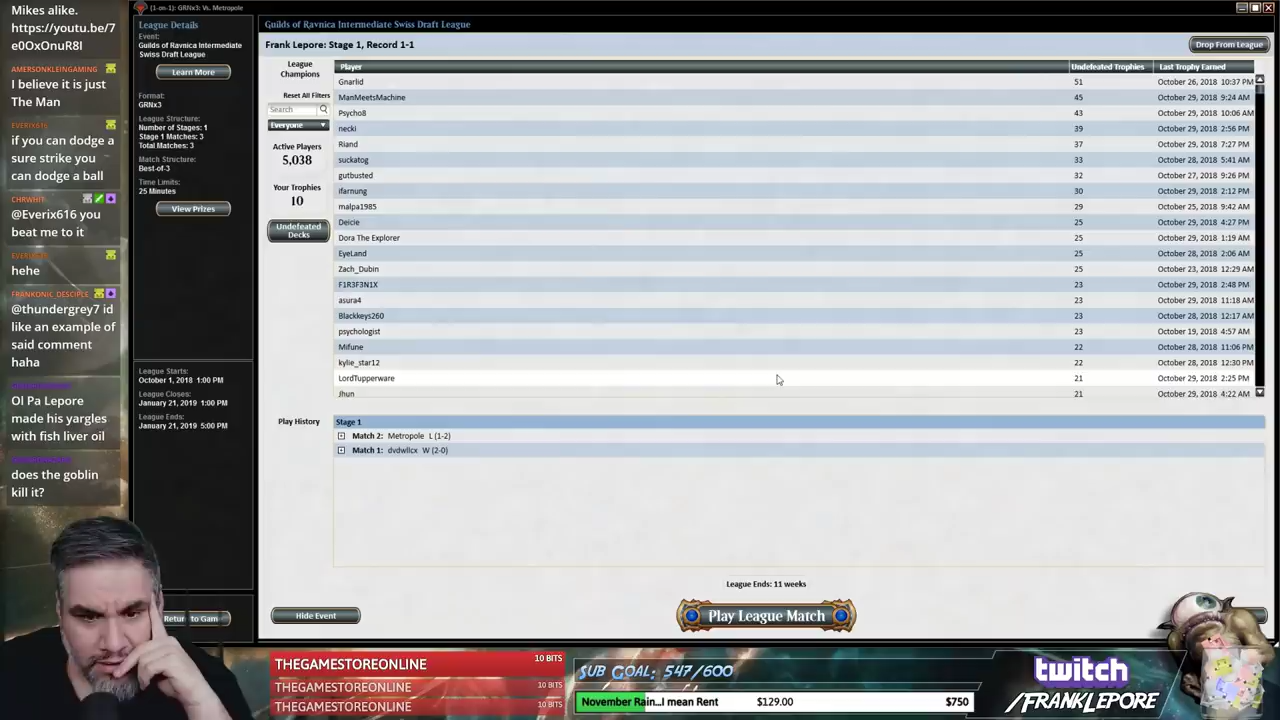 Mikes alike.
https://youtu.be/7
e0OxOnuR8I
AMERSONKLEINGAMING
I believe it is just
The Man
EVERIX616
if you can dodge a
sure strike you
can dodge a ball
CHRWHIT
@Everix616 you
beat me to it
hehe
FRANKONIC_DESCIPLE
@thundergrey7 id
like an example of
said comment
haha
Ol Pa Lepore
made his yargles
with fish liver oil
does the goblin
kill it?
(1-on-1): GRNx3: Vs. Metropole
League Details
Event:
Guilds of Ravnica Intermediate
Swiss Draft League
Learn More
Format:
GRNx3
League Structure:
Number of Stages: 1
Stage 1 Matches: 3
Total Matches: 3
Match Structure:
Best-of-3
Time Limits:
25 Minutes
View Prizes
League Starts:
October 1, 2018 1:00 PM
League Closes:
January 21, 2019 1:00 PM
League Ends:
January 21, 2019 5:00 PM
Return to Gam
Guilds of Ravnica Intermediate Swiss Draft League
Frank Lepore: Stage 1, Record 1-1
Drop From League
League
Champions
Reset All Filters
Search
Everyone
Active Players
5,038
Your Trophies
10
Undefeated
Decks
Player Undefeated Trophies Last Trophy Earned
Gnarlid 51 October 26, 2018 10:37 PM
ManMeetsMachine 45 October 29, 2018 9:24 AM
Psycho8 43 October 29, 2018 10:06 AM
necki 39 October 29, 2018 2:56 PM
Riand 37 October 29, 2018 7:27 PM
suckatog 33 October 28, 2018 5:41 AM
gutbusted 32 October 27, 2018 9:26 PM
ifarnung 30 October 29, 2018 2:12 PM
malpa1985 29 October 25, 2018 9:42 AM
Deicie 25 October 29, 2018 4:27 PM
Dora The Explorer 25 October 29, 2018 1:19 AM
EyeLand 25 October 28, 2018 2:06 AM
Zach_Dubin 25 October 23, 2018 12:29 AM
F1R3F3N1X 23 October 29, 2018 2:48 PM
asura4 23 October 29, 2018 11:18 AM
Blackkeys260 23 October 28, 2018 12:17 AM
psychologist 23 October 19, 2018 4:57 AM
Mifune 22 October 28, 2018 11:06 PM
kylie_star12 22 October 28, 2018 12:30 PM
LordTupperware 21 October 29, 2018 2:25 PM
Jhun 21 October 29, 2018 4:22 AM
Play History
Stage 1
Match 2: Metropole L (1-2)
Match 1: dvdwllcx W (2-0)
League Ends: 11 weeks
Hide Event
Play League Match
THEGAMESTOREONLINE 10 BITS
THEGAMESTOREONLINE 10 BITS
THEGAMESTOREONLINE 10 BITS
SUB GOAL: 547/600
November Rain...I mean Rent $129.00 $750
twitch
/FRANKLEPORE